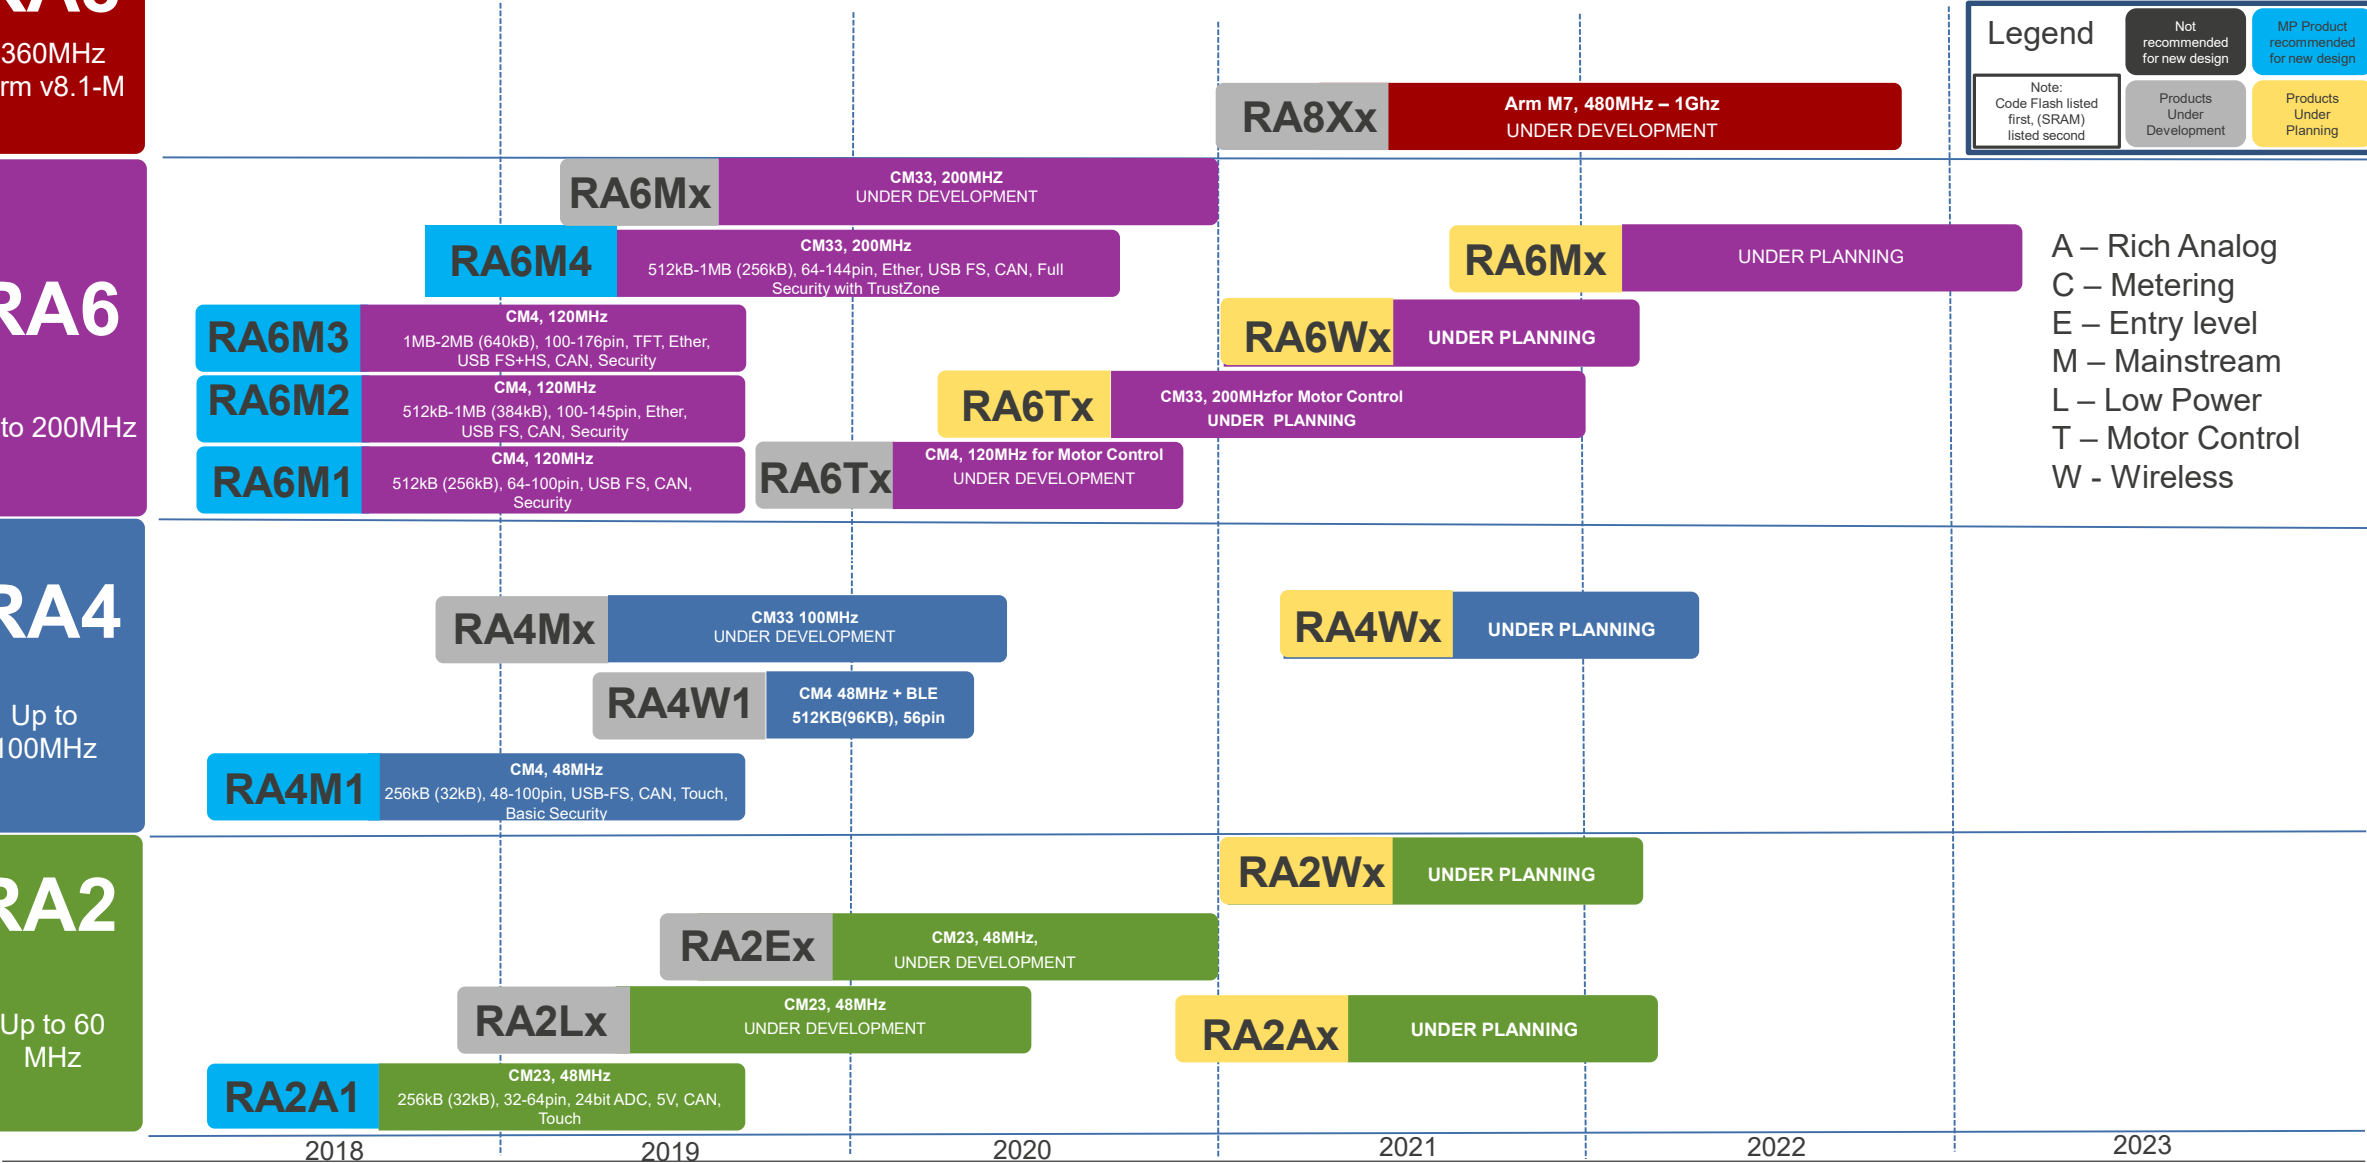 360MHz
rm v8.1-M
Legend
Not
recommended
for new design
MP Product
recommended
for new design
Note:
Code Flash listed
first, (SRAM)
listed second
Products
Under
Development
Products
Under
Planning
RA8Xx
Arm M7, 480MHz – 1Ghz
UNDER DEVELOPMENT
RA6
to 200MHz
RA6Mx
CM33, 200MHZ
UNDER DEVELOPMENT
RA6M4
CM33, 200MHz
512kB-1MB (256kB), 64-144pin, Ether, USB FS, CAN, Full
Security with TrustZone
RA6Mx
UNDER PLANNING
RA6M3
CM4, 120MHz
1MB-2MB (640kB), 100-176pin, TFT, Ether,
USB FS+HS, CAN, Security
RA6Wx
UNDER PLANNING
RA6M2
CM4, 120MHz
512kB-1MB (384kB), 100-145pin, Ether,
USB FS, CAN, Security
RA6Tx
CM33, 200MHzfor Motor Control
UNDER PLANNING
RA6M1
CM4, 120MHz
512kB (256kB), 64-100pin, USB FS, CAN,
Security
RA6Tx
CM4, 120MHz for Motor Control
UNDER DEVELOPMENT
A – Rich Analog
C – Metering
E – Entry level
M – Mainstream
L – Low Power
T – Motor Control
W - Wireless
RA4
Up to
100MHz
RA4Mx
CM33 100MHz
UNDER DEVELOPMENT
RA4Wx
UNDER PLANNING
RA4W1
CM4 48MHz + BLE
512KB(96KB), 56pin
RA4M1
CM4, 48MHz
256kB (32kB), 48-100pin, USB-FS, CAN, Touch,
Basic Security
RA2
Up to 60
MHz
RA2Wx
UNDER PLANNING
RA2Ex
CM23, 48MHz,
UNDER DEVELOPMENT
RA2Lx
CM23, 48MHz
UNDER DEVELOPMENT
RA2Ax
UNDER PLANNING
RA2A1
CM23, 48MHz
256kB (32kB), 32-64pin, 24bit ADC, 5V, CAN,
Touch
2018
2019
2020
2021
2022
2023